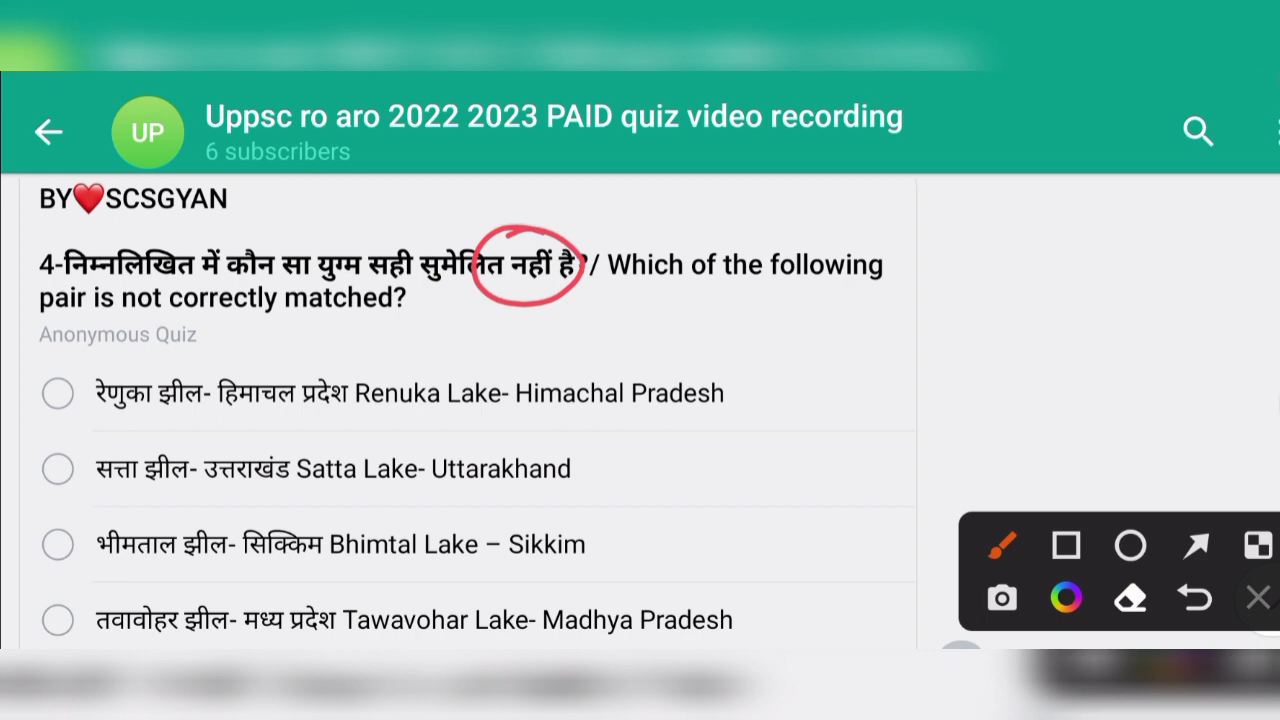 UP
Uppsc ro aro 2022 2023 PAID quiz video recording
6 subscribers
BY❤️SCSGYAN
4-निम्नलिखित में कौन सा युग्म सही सुमेलित नहीं है?/ Which of the following
pair is not correctly matched?
Anonymous Quiz
रेणुका झील- हिमाचल प्रदेश Renuka Lake- Himachal Pradesh
सत्ता झील- उत्तराखंड Satta Lake- Uttarakhand
भीमताल झील- सिक्किम Bhimtal Lake – Sikkim
तवावोहर झील- मध्य प्रदेश Tawavohar Lake- Madhya Pradesh